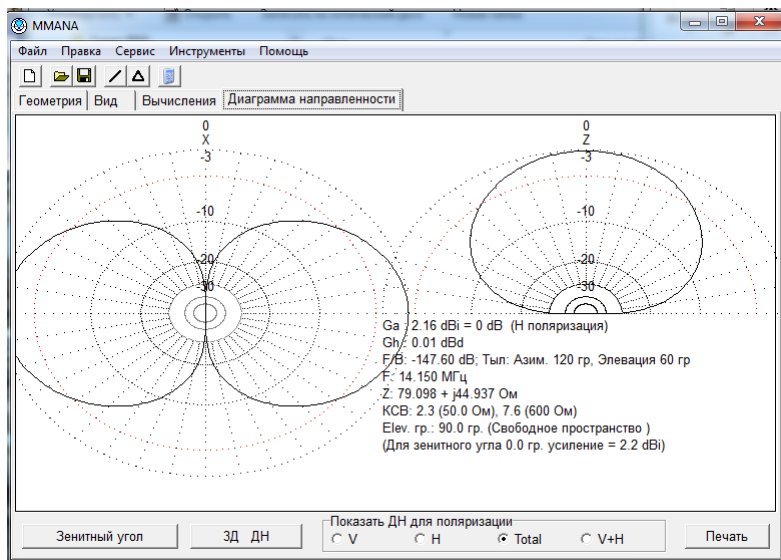 MMANA
Файл Правка Сервис Инструменты Помощь
Геометрия Вид Вычисления Диаграмма направленности
0
X
-3
-10
-20
-30
0
Z
-3
-10
-20
-30
Ga : 2.16 dBi = 0 dB (H поляризация)
Gh : 0.01 dBd
F/B: -147.60 dB; Тыл: Азим. 120 гр, Элевация 60 гр
F: 14.150 МГц
Z: 79.098 + j44.937 Ом
КСВ: 2.3 (50.0 Ом), 7.6 (600 Ом)
Elev. гр.: 90.0 гр. (Свободное пространство )
(Для зенитного угла 0.0 гр. усиление = 2.2 dBi)
Зенитный угол
3Д ДН
Показать ДН для поляризации
V H Total V+H
Печать